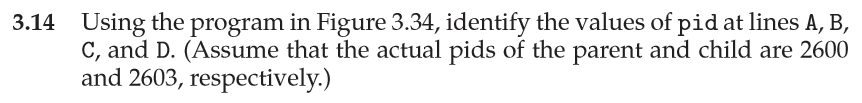 3.14 Using the program in Figure 3.34, identify the values of pid at lines A, B,
C, and D. (Assume that the actual pids of the parent and child are 2600
and 2603, respectively.)